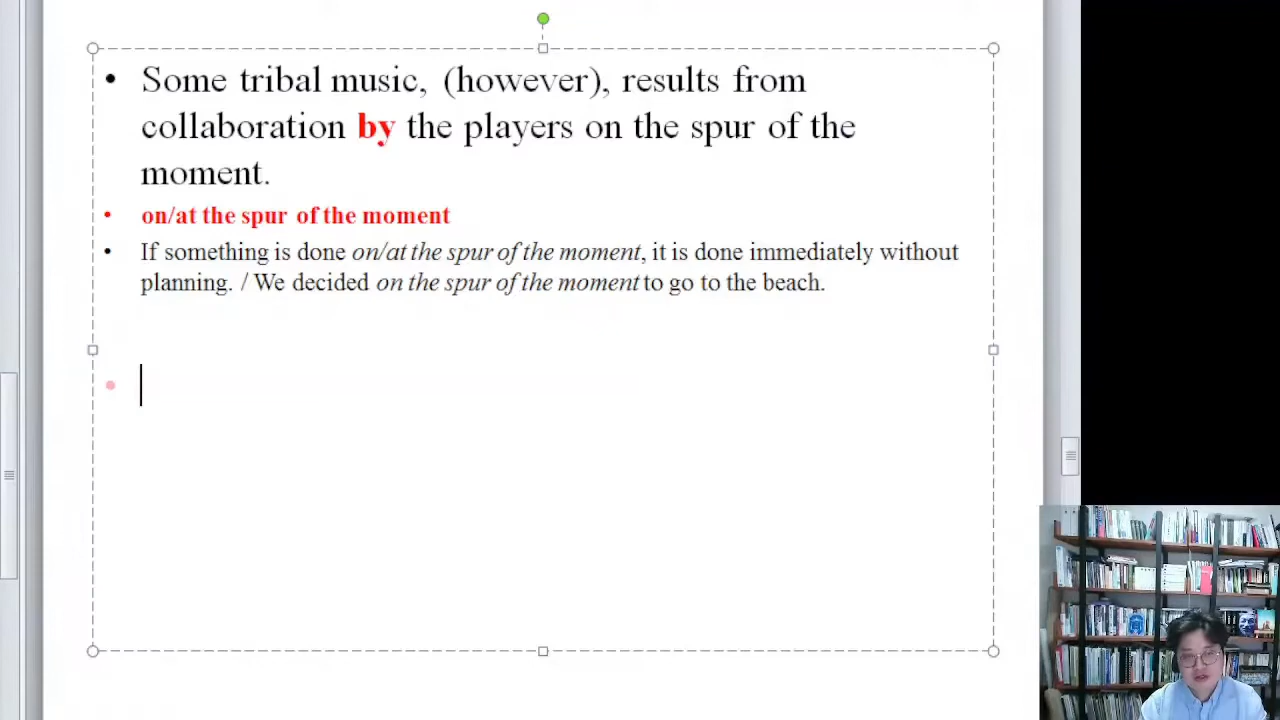 • Some tribal music, (however), results from
collaboration by the players on the spur of the
moment.
• on/at the spur of the moment
• If something is done on/at the spur of the moment, it is done immediately without
planning. / We decided on the spur of the moment to go to the beach.